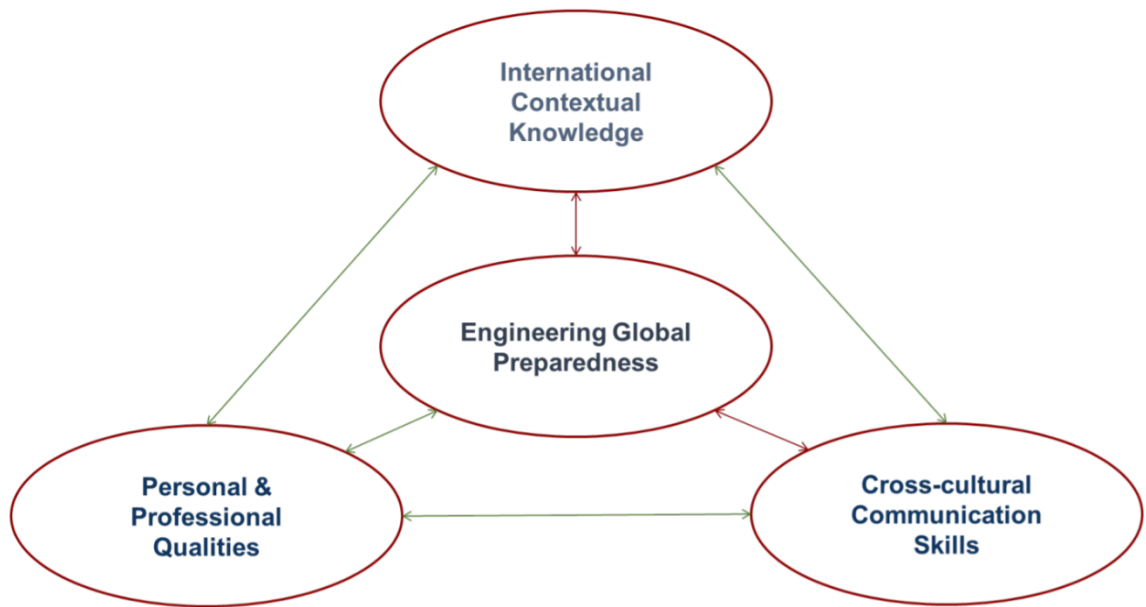 International
Contextual
Knowledge
Engineering Global
Preparedness
Personal &
Professional
Qualities
Cross-cultural
Communication
Skills